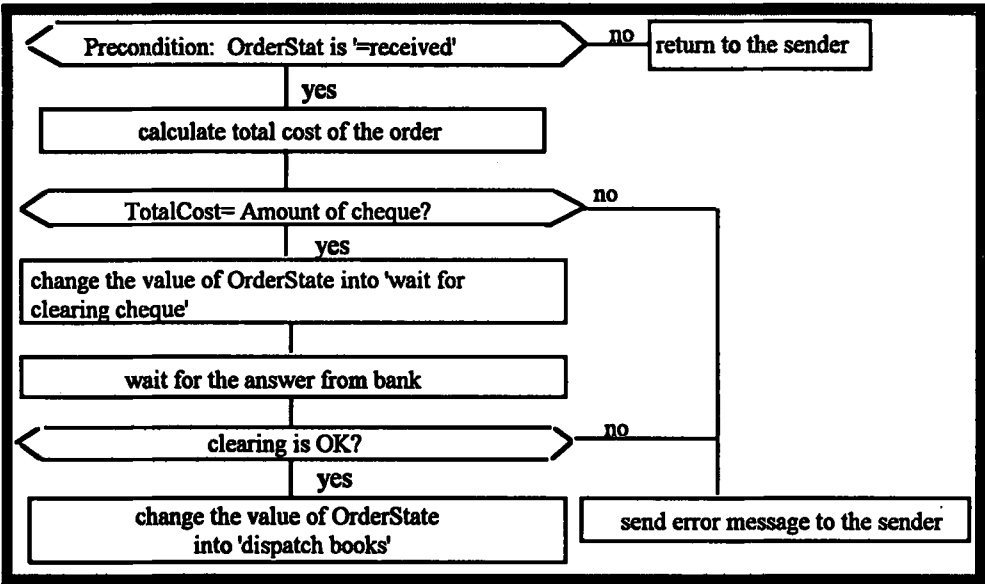 Precondition: OrderStat is '=received'
no
return to the sender
yes
calculate total cost of the order
TotalCost= Amount of cheque?
no
yes
change the value of OrderState into 'wait for
clearing cheque'
wait for the answer from bank
clearing is OK?
no
yes
change the value of OrderState
into 'dispatch books'
send error message to the sender